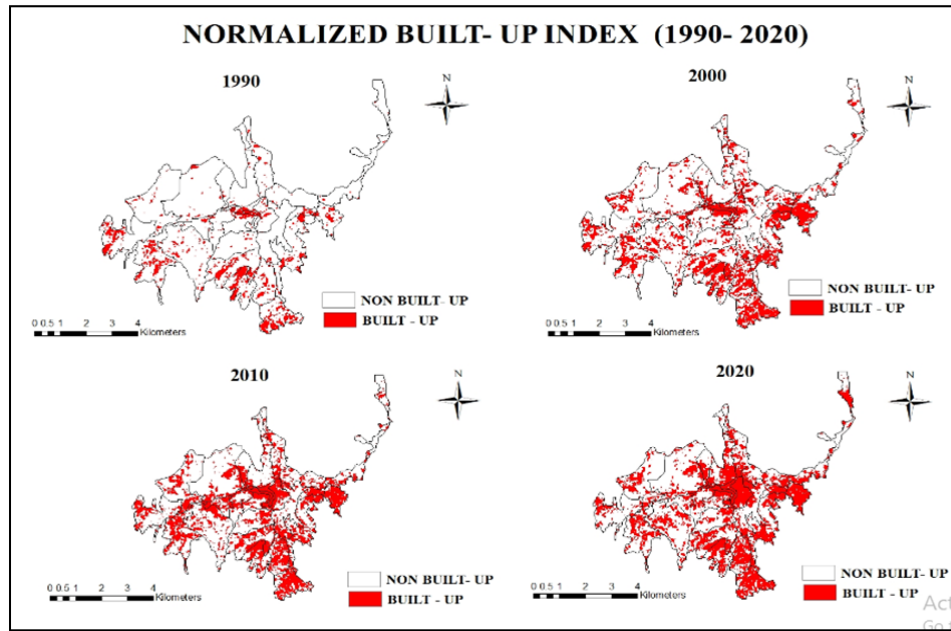 NORMALIZED BUILT- UP INDEX (1990- 2020)
1990
N
NON BUILT- UP
BUILT - UP
0 0.5 1 2 3 4
Kilometers
2000
N
NON BUILT- UP
BUILT - UP
0 0.5 1 2 3 4
Kilometers
2010
N
NON BUILT- UP
BUILT - UP
0 0.5 1 2 3 4
Kilometers
2020
N
NON BUILT- UP
BUILT - UP
0 0.5 1 2 3 4
Kilometers
Act
Go